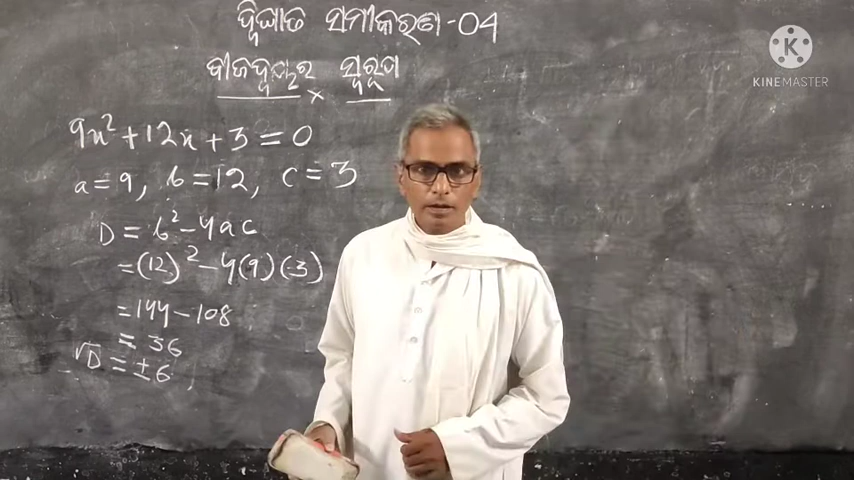 ଦ୍ୱିଘାତ ସମୀକରଣ-04
ବୀଜଦ୍ୱୟର ସ୍ୱରୂପ
×
9x² + 12x + 3 = 0
a = 9, b = 12, c = 3
D = b² - 4ac
= (12)² - 4(9)(3)
= 144 - 108
= 36
√D = ±6
K
KINEMASTER